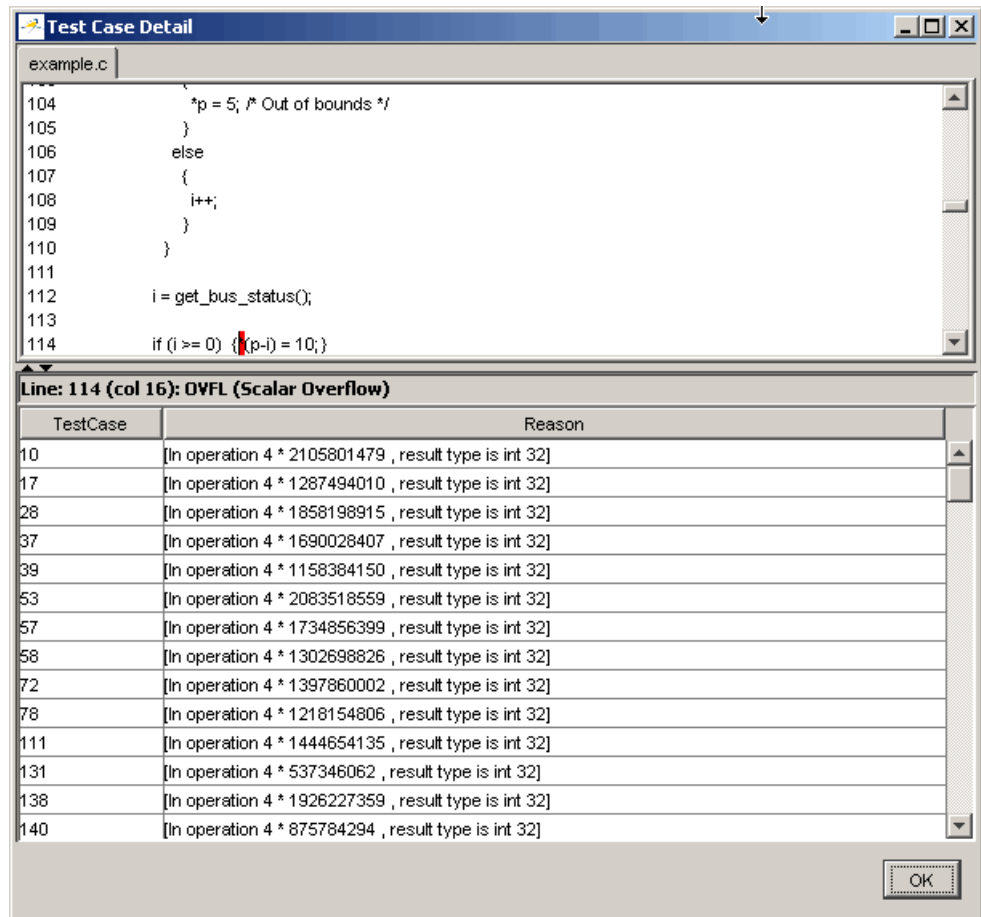 Test Case Detail
example.c
104 *p = 5; /* Out of bounds */
105 }
106 else
107 {
108 i++;
109 }
110 }
111
112 i = get_bus_status();
113
114 if (i >= 0) {*(p-i) = 10;}
Line: 114 (col 16): OVFL (Scalar Overflow)
TestCase Reason
10 [In operation 4 * 2105801479 , result type is int 32]
17 [In operation 4 * 1287494010 , result type is int 32]
28 [In operation 4 * 1858198915 , result type is int 32]
37 [In operation 4 * 1690028407 , result type is int 32]
39 [In operation 4 * 1158384150 , result type is int 32]
53 [In operation 4 * 2083518559 , result type is int 32]
57 [In operation 4 * 1734856399 , result type is int 32]
58 [In operation 4 * 1302698826 , result type is int 32]
72 [In operation 4 * 1397860002 , result type is int 32]
78 [In operation 4 * 1218154806 , result type is int 32]
111 [In operation 4 * 1444654135 , result type is int 32]
131 [In operation 4 * 537346062 , result type is int 32]
138 [In operation 4 * 1926227359 , result type is int 32]
140 [In operation 4 * 875784294 , result type is int 32]
OK